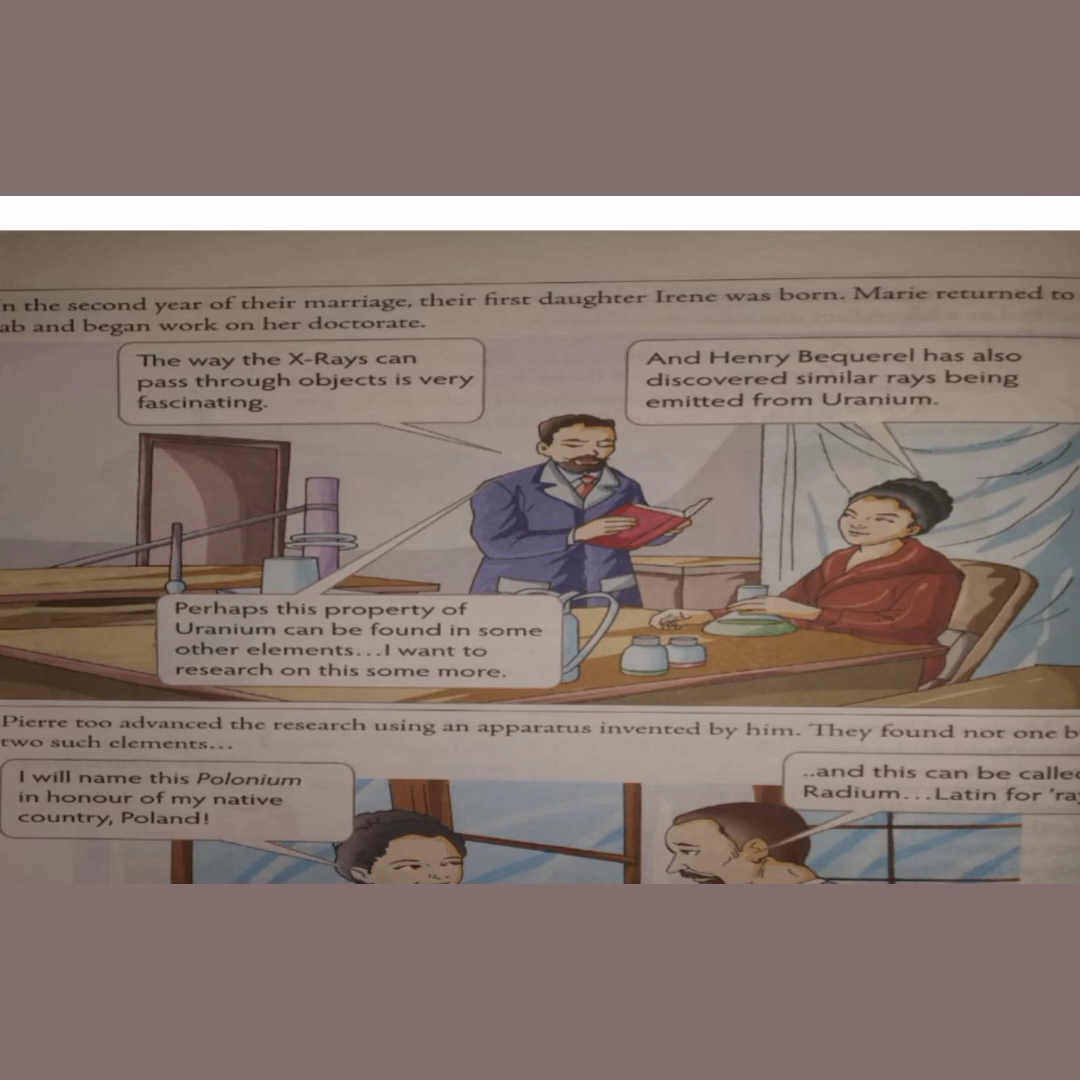 n the second year of their marriage, their first daughter Irene was born. Marie returned to
ab and began work on her doctorate.
The way the X-Rays can
pass through objects is very
fascinating.
And Henry Bequerel has also
discovered similar rays being
emitted from Uranium.
Perhaps this property of
Uranium can be found in some
other elements...I want to
research on this some more.
Pierre too advanced the research using an apparatus invented by him. They found not one b
two such elements...
I will name this Polonium
in honour of my native
country, Poland!
..and this can be calle
Radium...Latin for 'ra